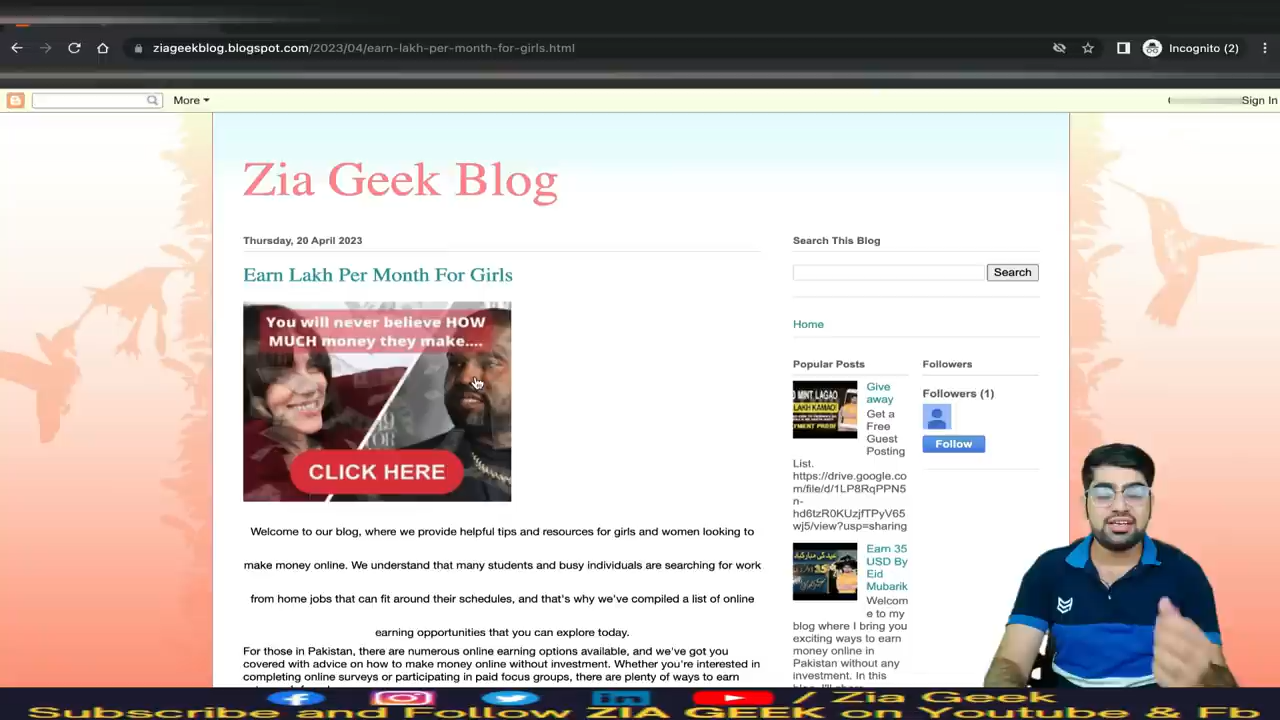 ziageekblog.blogspot.com/2023/04/earn-lakh-per-month-for-girls.html
Incognito (2)
More
Sign In
Zia Geek Blog
Thursday, 20 April 2023
Earn Lakh Per Month For Girls
You will never believe HOW
MUCH money they make....
CLICK HERE
Welcome to our blog, where we provide helpful tips and resources for girls and women looking to
make money online. We understand that many students and busy individuals are searching for work
from home jobs that can fit around their schedules, and that's why we've compiled a list of online
earning opportunities that you can explore today.
For those in Pakistan, there are numerous online earning options available, and we've got you
covered with advice on how to make money online without investment. Whether you're interested in
completing online surveys or participating in paid focus groups, there are plenty of ways to earn
Search This Blog
Search
Home
Popular Posts
MINT LAGAO
LAKH KAMAO
Give
away
Get a
Free
Guest
Posting
List.
https://drive.google.co
m/file/d/1LP8RqPPN5
n-
hd6tzR0KUzjfTPyV65
wj5/view?usp=sharing
Earn 35
USD By
Eid
Mubarik
Welcom
e to my
blog where I bring you
exciting ways to earn
money online in
Pakistan without any
investment. In this
Followers
Followers (1)
Follow
/ Zia Geek
Subscribe and Follow ZIA GEEK on Youtube & Fb